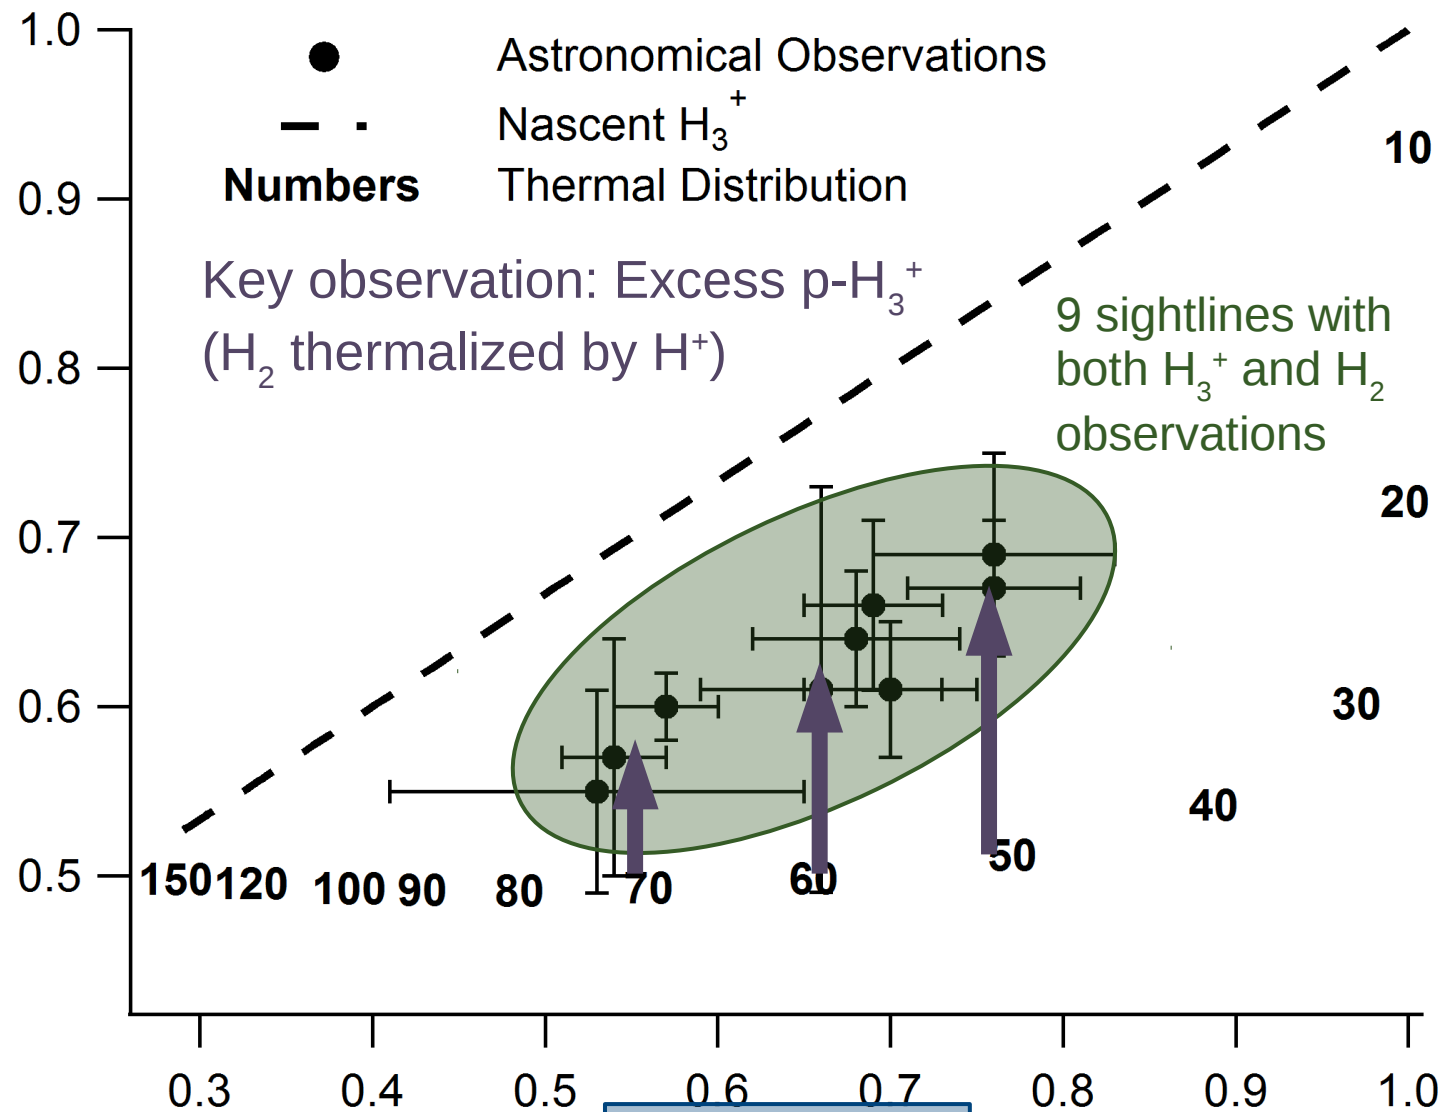 1.0
Astronomical Observations
Nascent H₃⁺
Numbers Thermal Distribution
10
0.9
Key observation: Excess p-H₃⁺
(H₂ thermalized by H⁺)
9 sightlines with
both H₃⁺ and H₂
observations
0.8
20
0.7
0.6
30
40
50
0.5
150 120 100 90 80 70 60
0.3 0.4 0.5 0.6 0.7 0.8 0.9 1.0